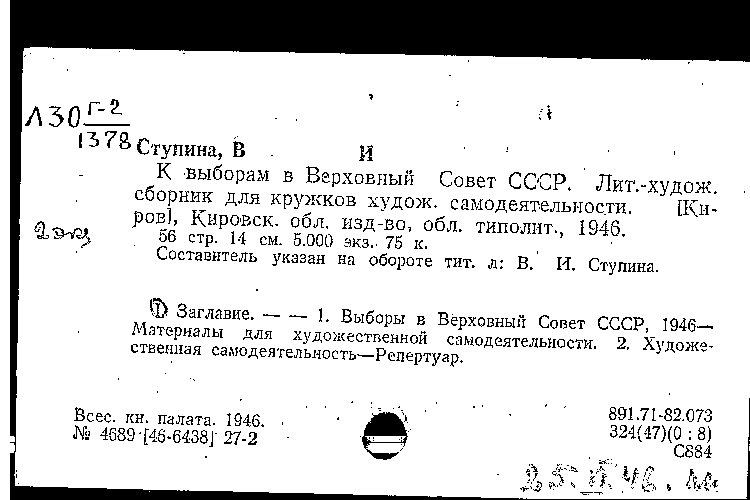 Л30 Г-2
1378
Ступина, В И
К выборам в Верховный Совет СССР. Лит.-худож.
сборник для кружков худож. самодеятельности. [Ки-
ров], Кировск. обл. изд-во, обл. типолит., 1946.
2 экз
56 стр. 14 см. 5.000 экз. 75 к.
Составитель указан на обороте тит. л: В. И. Ступина.
① Заглавие. — — 1. Выборы в Верховный Совет СССР, 1946—
Материалы для художественной самодеятельности. 2. Художе-
ственная самодеятельность—Репертуар.
Всес. кн. палата. 1946.
№ 4689 [46-6438] 27-2
891.71-82.073
324(47)(0 : 8)
С884